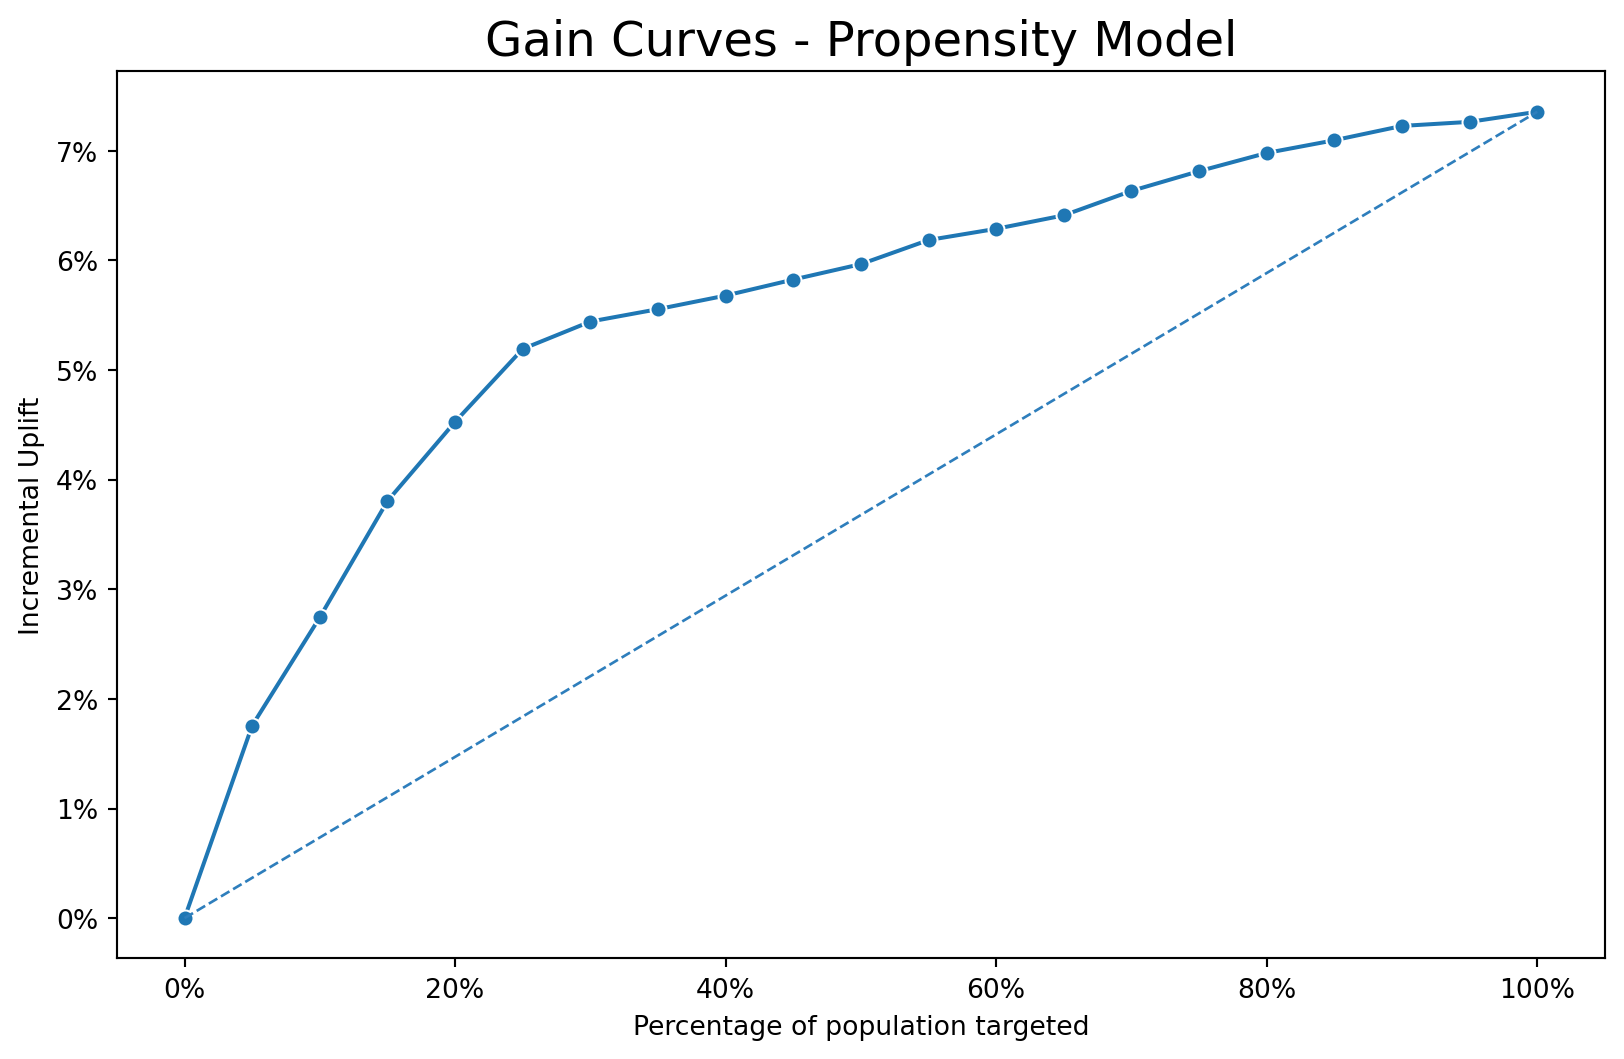 Gain Curves - Propensity Model
7%
6%
5%
4%
3%
2%
1%
0%
Incremental Uplift
0% 20% 40% 60% 80% 100%
Percentage of population targeted